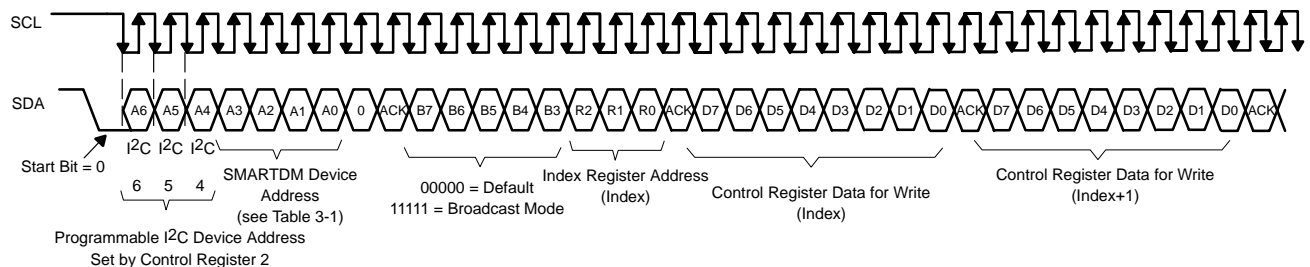 SCL
SDA
A6 A5 A4 A3 A2 A1 A0 0 ACK B7 B6 B5 B4 B3 R2 R1 R0 ACK D7 D6 D5 D4 D3 D2 D1 D0 ACK D7 D6 D5 D4 D3 D2 D1 D0 ACK
Start Bit = 0
I2C I2C I2C
6 5 4
Programmable I2C Device Address
Set by Control Register 2
SMARTDM Device
Address
(see Table 3-1)
00000 = Default
11111 = Broadcast Mode
Index Register Address
(Index)
Control Register Data for Write
(Index)
Control Register Data for Write
(Index+1)